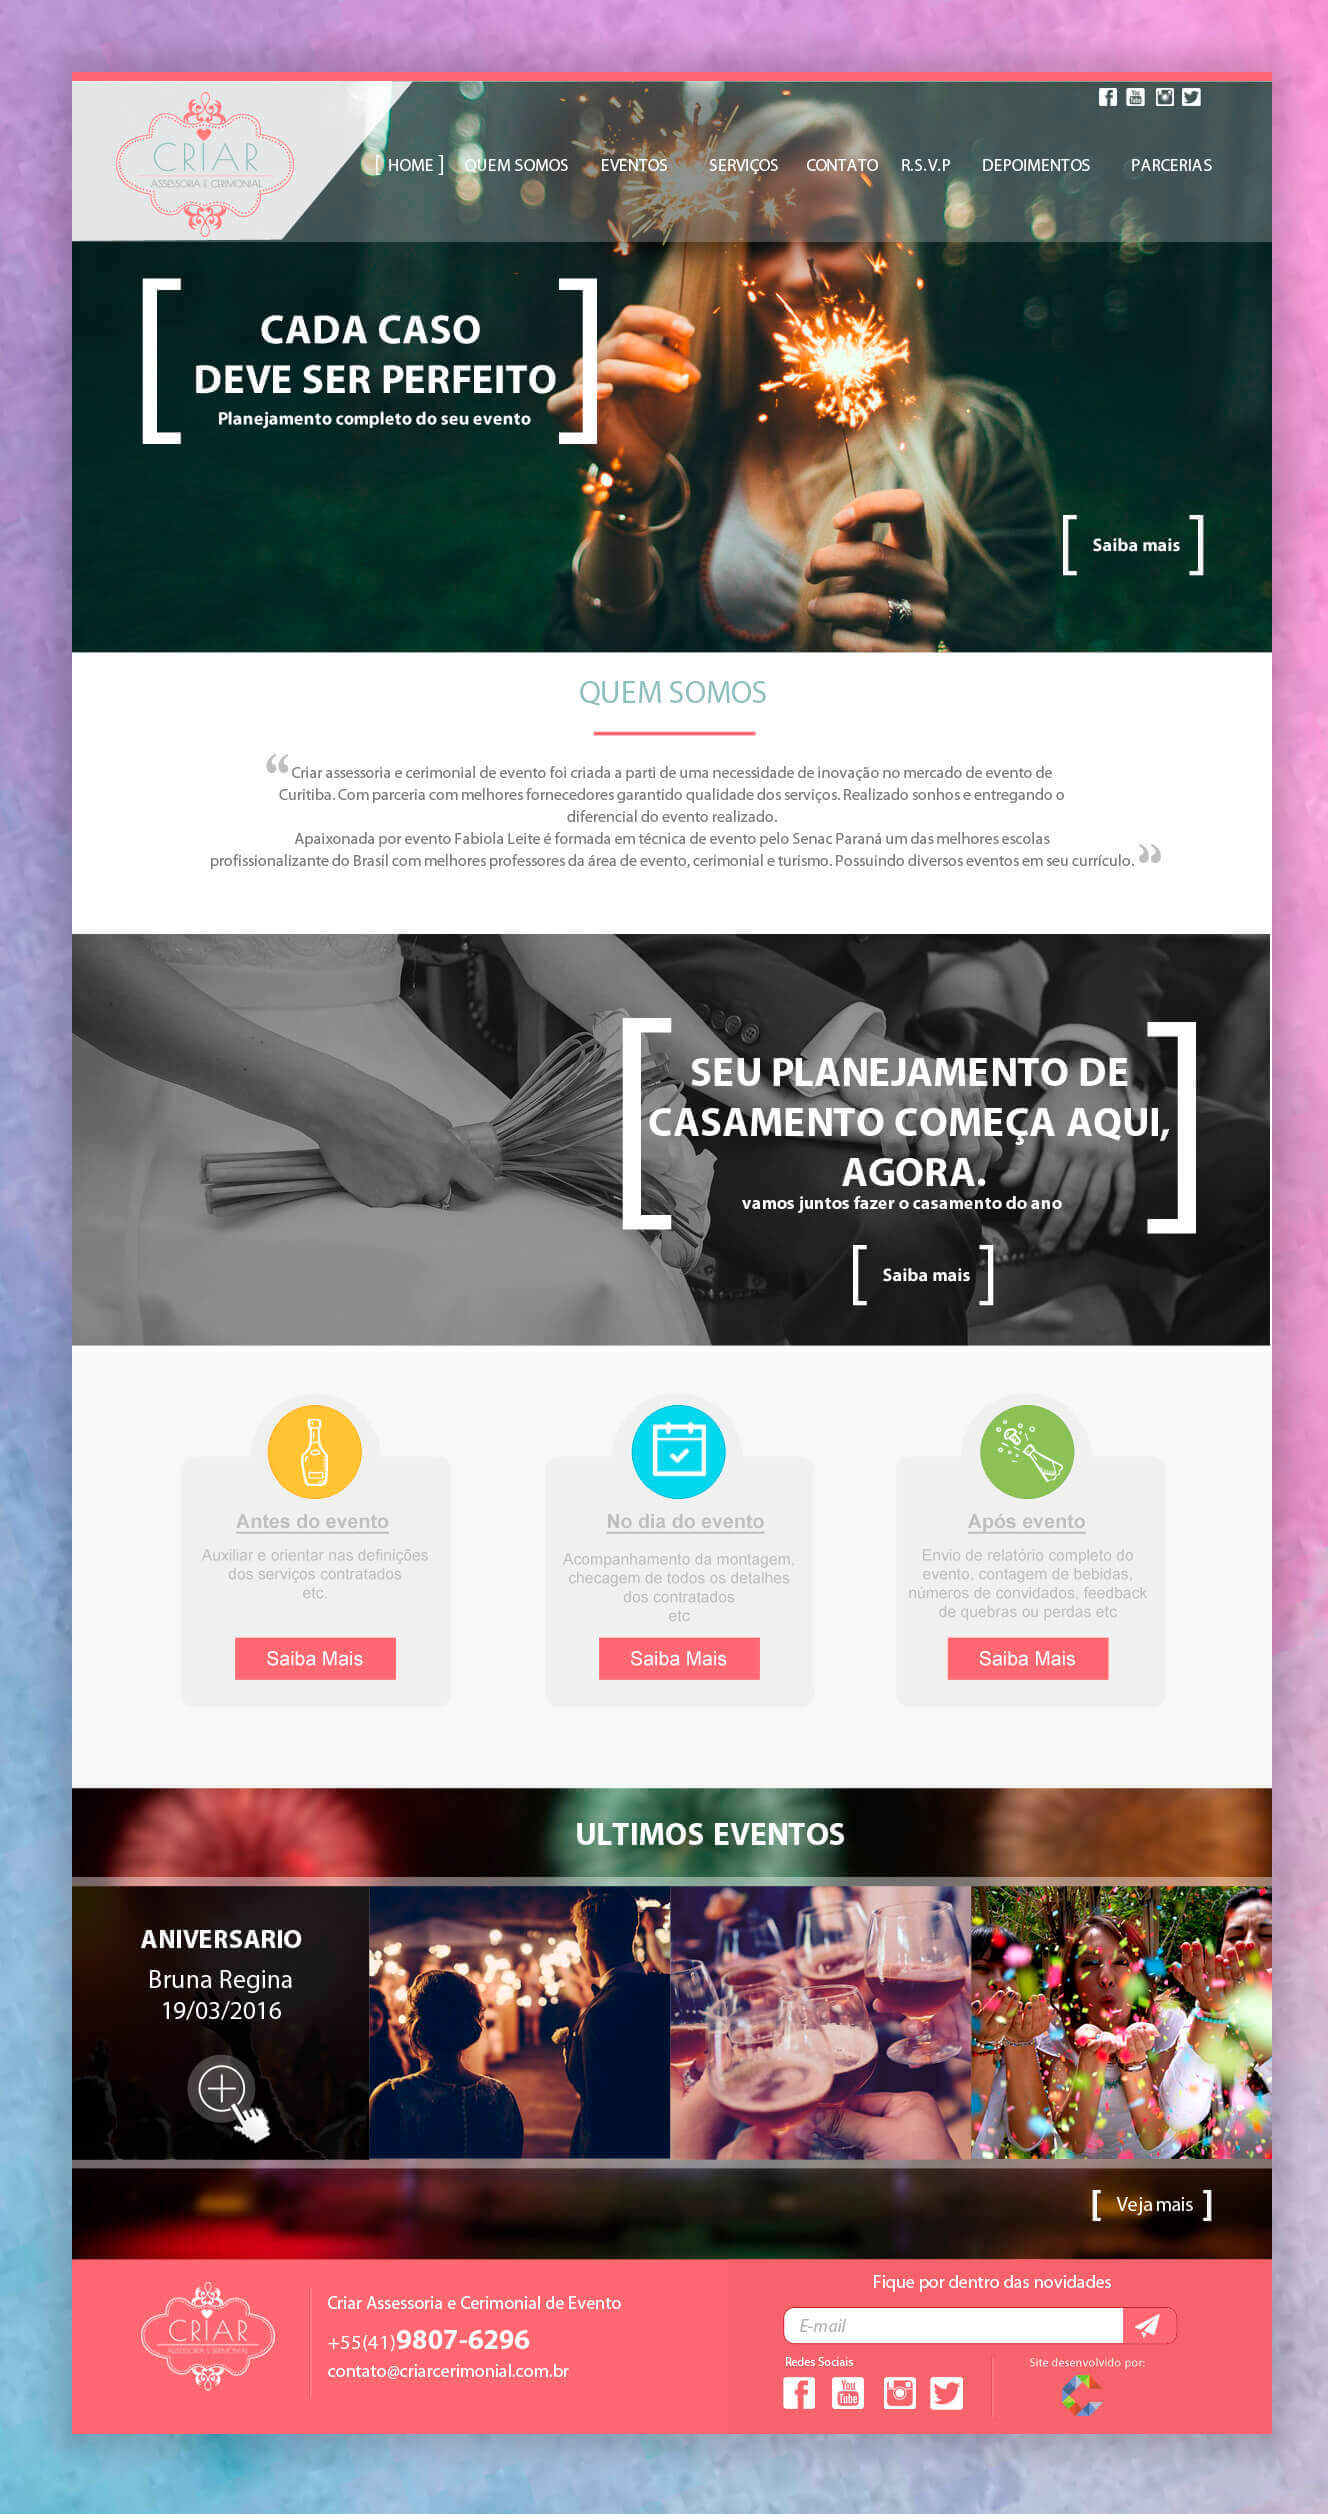 CRIAR
ASSESSORIA E CERIMONIAL
[ HOME ] QUEM SOMOS EVENTOS SERVIÇOS CONTATO R.S.V.P DEPOIMENTOS PARCERIAS
CADA CASO
DEVE SER PERFEITO
Planejamento completo do seu evento
[ Saiba mais ]
QUEM SOMOS
“ Criar assessoria e cerimonial de evento foi criada a parti de uma necessidade de inovação no mercado de evento de
Curitiba. Com parceria com melhores fornecedores garantido qualidade dos serviços. Realizado sonhos e entregando o
diferencial do evento realizado.
Apaixonada por evento Fabiola Leite é formada em técnica de evento pelo Senac Paraná um das melhores escolas
profissionalizante do Brasil com melhores professores da área de evento, cerimonial e turismo. Possuindo diversos eventos em seu currículo. ”
SEU PLANEJAMENTO DE
CASAMENTO COMEÇA AQUI,
AGORA.
vamos juntos fazer o casamento do ano
[ Saiba mais ]
Antes do evento
Auxiliar e orientar nas definições
dos serviços contratados
etc.
Saiba Mais
No dia do evento
Acompanhamento da montagem,
checagem de todos os detalhes
dos contratados
etc
Saiba Mais
Após evento
Envio de relatório completo do
evento, contagem de bebidas,
números de convidados, feedback
de quebras ou perdas etc
Saiba Mais
ULTIMOS EVENTOS
ANIVERSARIO
Bruna Regina
19/03/2016
[ Veja mais ]
CRIAR
ASSESSORIA E CERIMONIAL
Criar Assessoria e Cerimonial de Evento
+55(41)9807-6296
contato@criarcerimonial.com.br
Fique por dentro das novidades
E-mail
Redes Sociais
You
Tube
Site desenvolvido por: